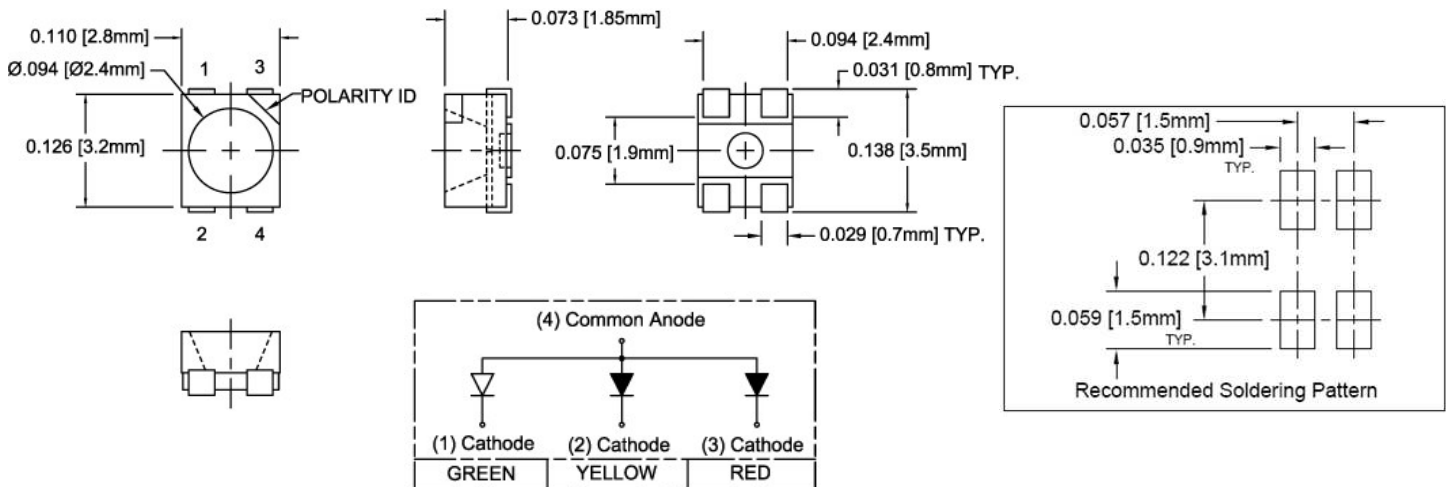 0.110 [2.8mm]
Ø.094 [Ø2.4mm]
1
3
POLARITY ID
0.126 [3.2mm]
2
4
0.073 [1.85mm]
0.094 [2.4mm]
0.031 [0.8mm] TYP.
0.075 [1.9mm]
0.138 [3.5mm]
0.029 [0.7mm] TYP.
0.057 [1.5mm]
0.035 [0.9mm]
TYP.
0.122 [3.1mm]
0.059 [1.5mm]
TYP.
Recommended Soldering Pattern
(4) Common Anode
(1) Cathode
(2) Cathode
(3) Cathode
GREEN
YELLOW
RED